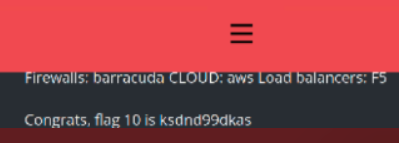 Firewalls: barracuda CLOUD: aws Load balancers: F5
Congrats, flag 10 is ksdnd99dkas